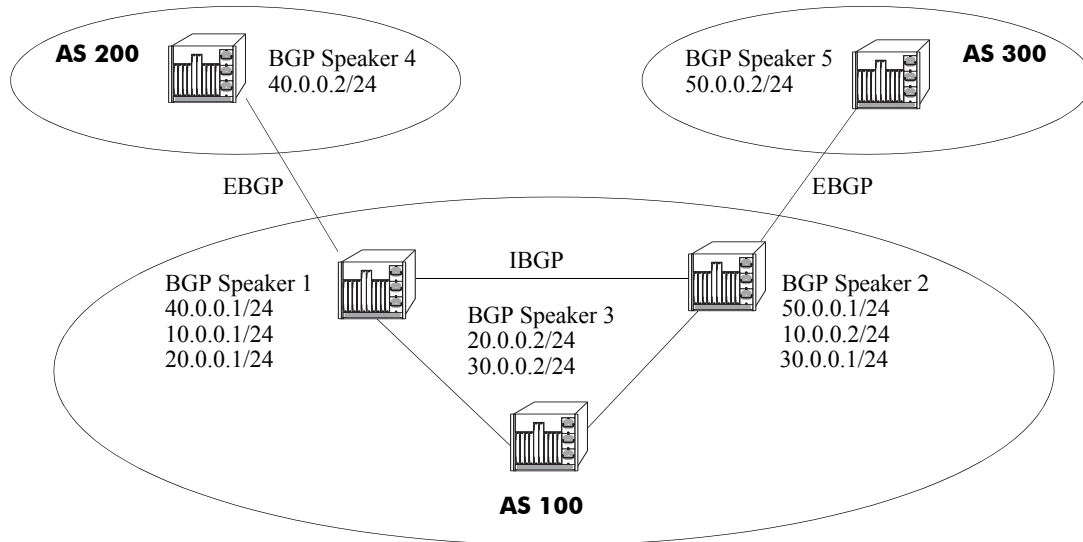 AS 200
BGP Speaker 4
40.0.0.2/24
BGP Speaker 5
50.0.0.2/24
AS 300
EBGP
EBGP
IBGP
BGP Speaker 1
40.0.0.1/24
10.0.0.1/24
20.0.0.1/24
BGP Speaker 3
20.0.0.2/24
30.0.0.2/24
BGP Speaker 2
50.0.0.1/24
10.0.0.2/24
30.0.0.1/24
AS 100